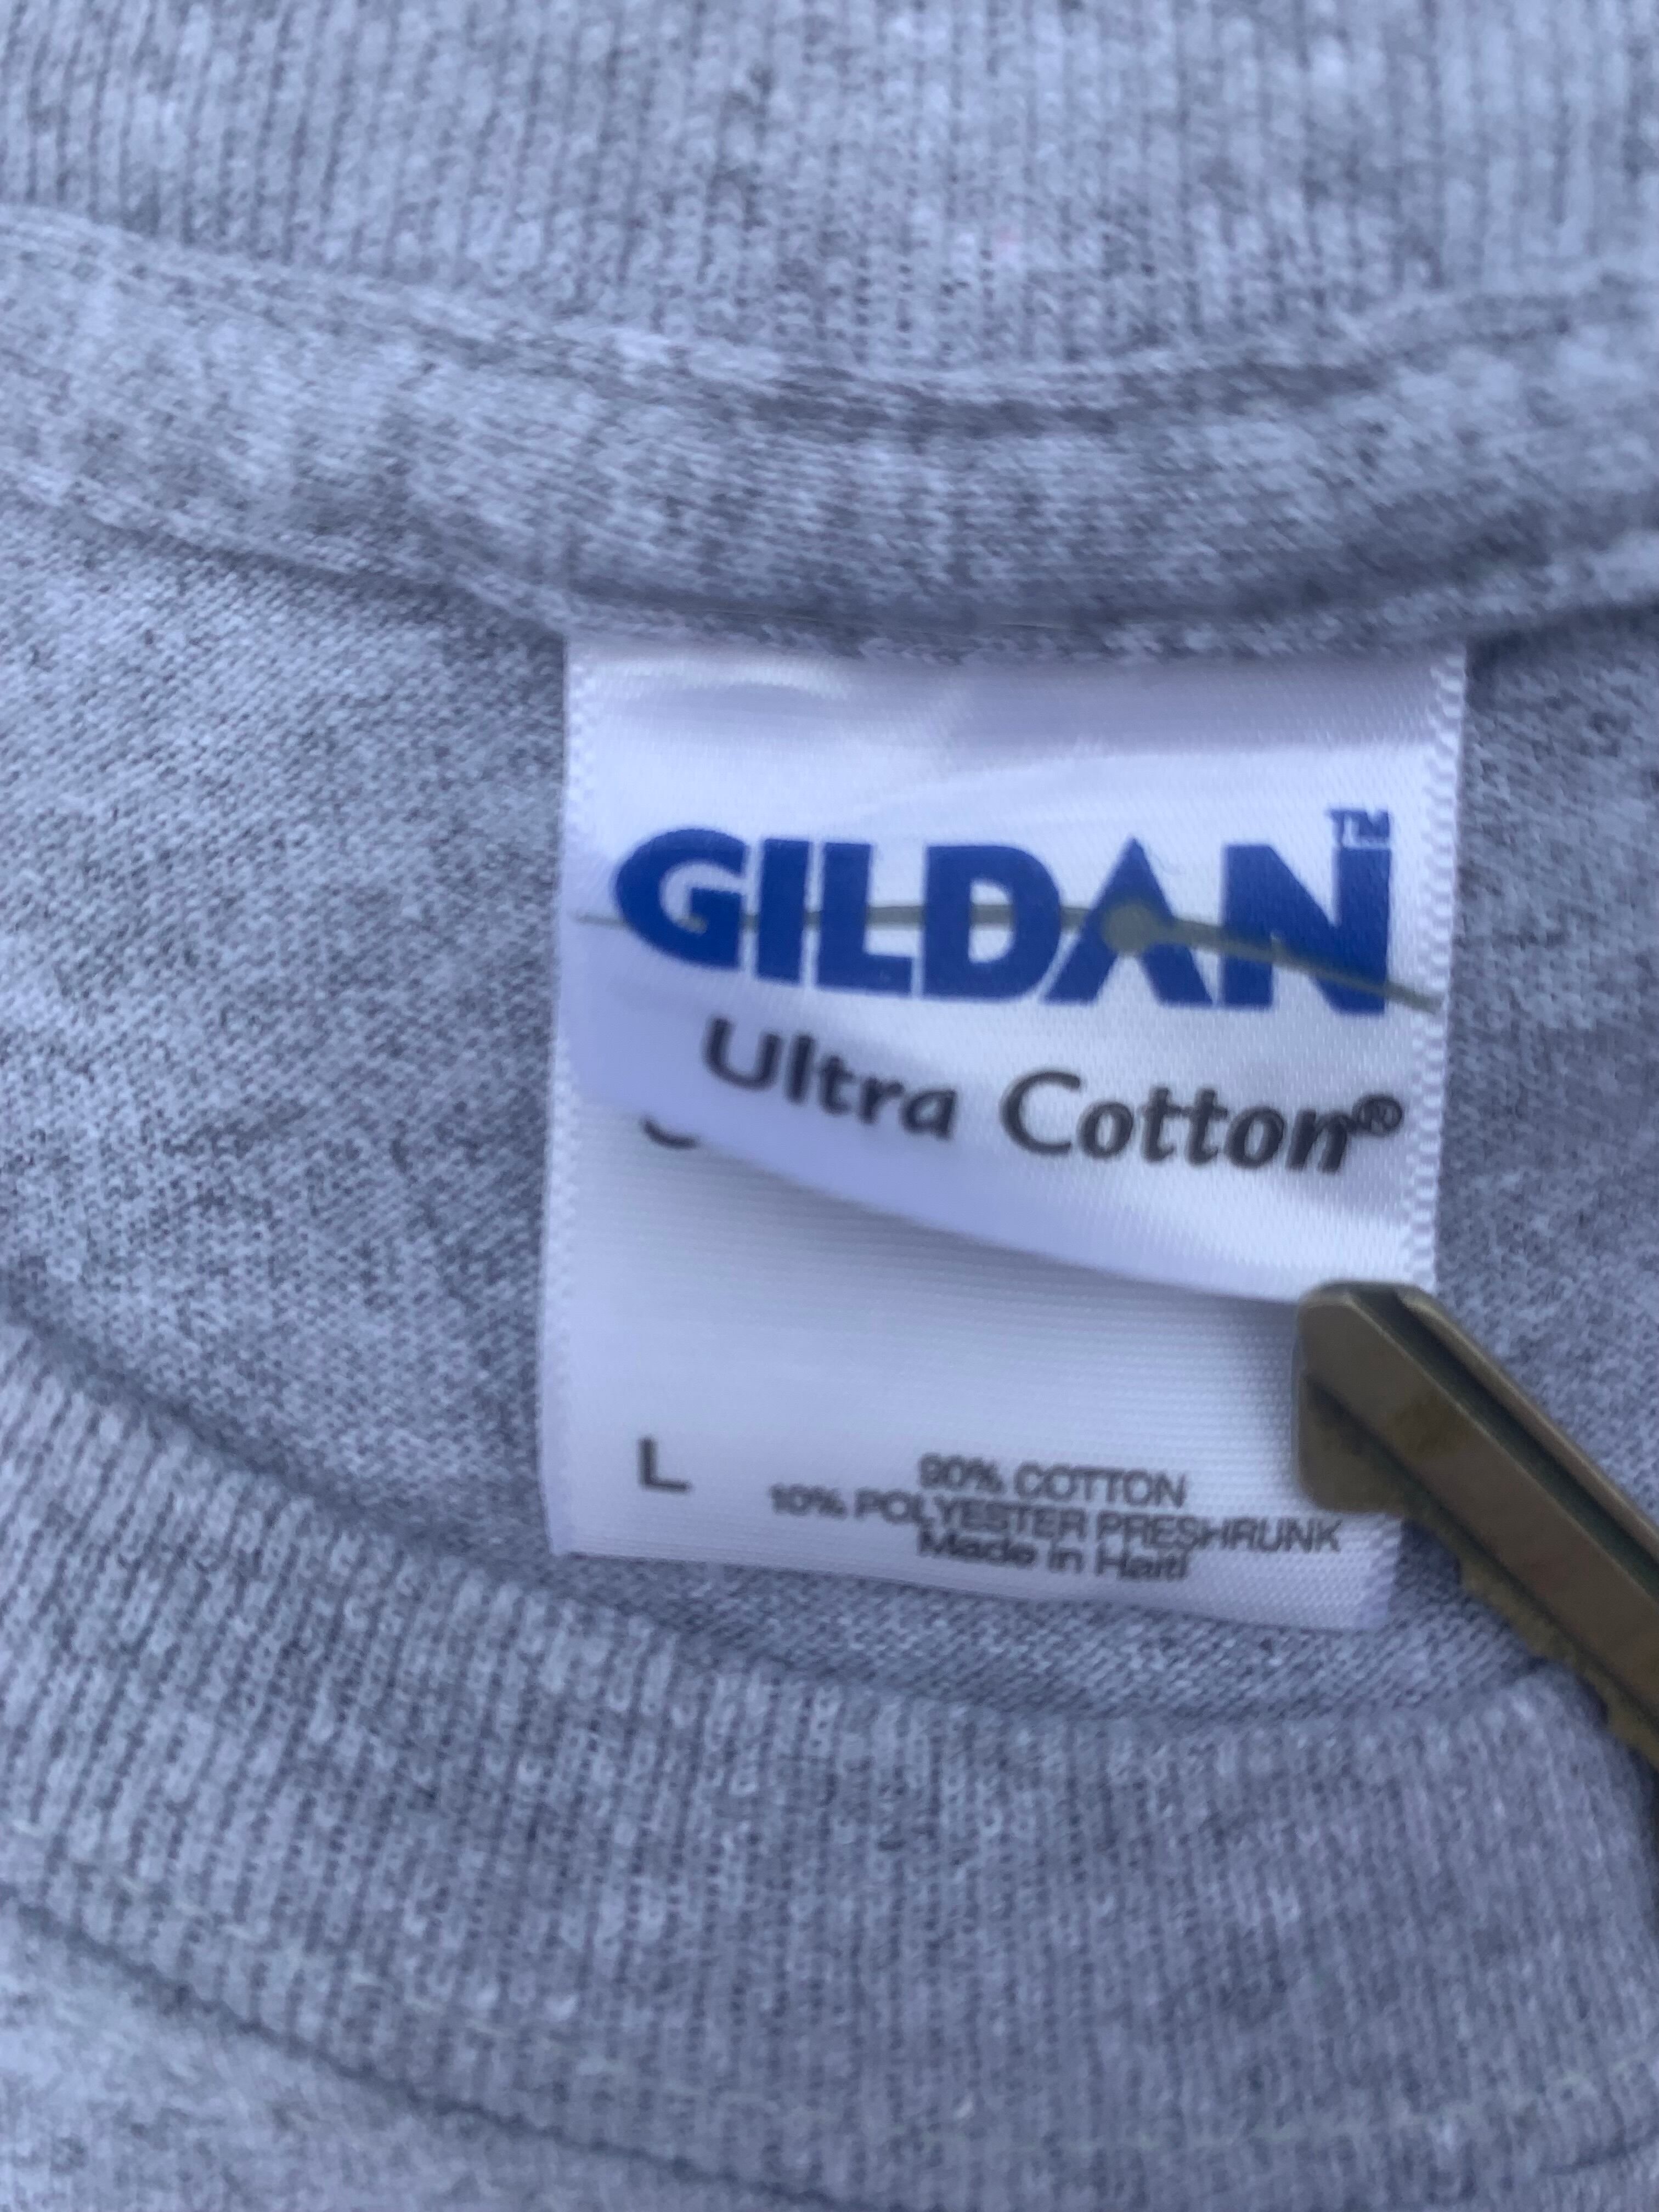 GILDAN™
Ultra Cotton®
L
90% COTTON
10% POLYESTER PRESHRUNK
Made in Haiti